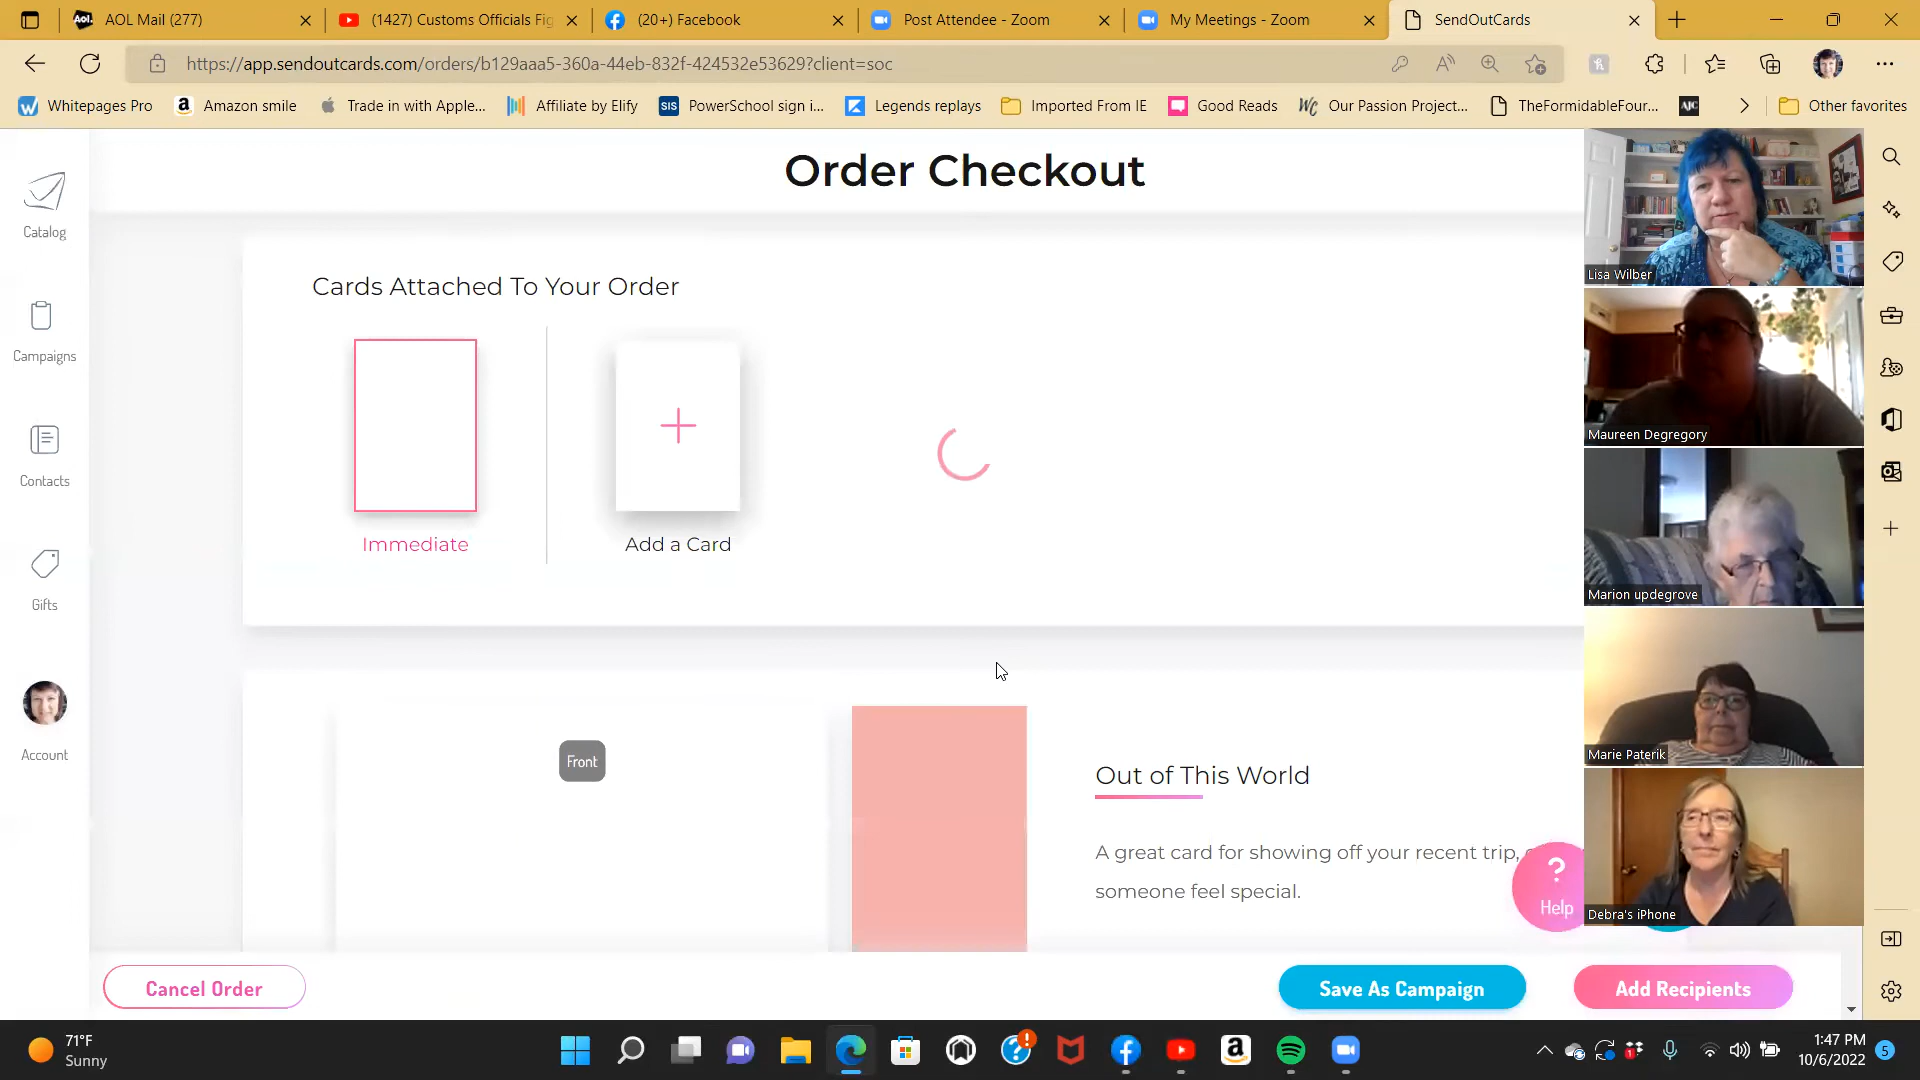 AOL Mail (277)
(1427) Customs Officials Fig
(20+) Facebook
Post Attendee - Zoom
My Meetings - Zoom
SendOutCards
https://app.sendoutcards.com/orders/b129aaa5-360a-44eb-832f-424532e53629?client=soc
Whitepages Pro
Amazon smile
Trade in with Apple...
Affiliate by Elify
SIS
PowerSchool sign i...
Legends replays
Imported From IE
Good Reads
Our Passion Project...
TheFormidableFour...
AJC
Other favorites
Order Checkout
Catalog
Campaigns
Contacts
Gifts
Account
Cards Attached To Your Order
Immediate
Add a Card
Front
Out of This World
A great card for showing off your recent trip,
someone feel special.
?
Help
Lisa Wilber
Maureen Degregory
Marion updegrove
Marie Paterik
Debra's iPhone
Cancel Order
Save As Campaign
Add Recipients
71°F
Sunny
1:47 PM
10/6/2022
5